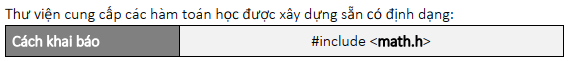 Thư viện cung cấp các hàm toán học được xây dựng sẵn có định dạng:
Cách khai báo #include <math.h>